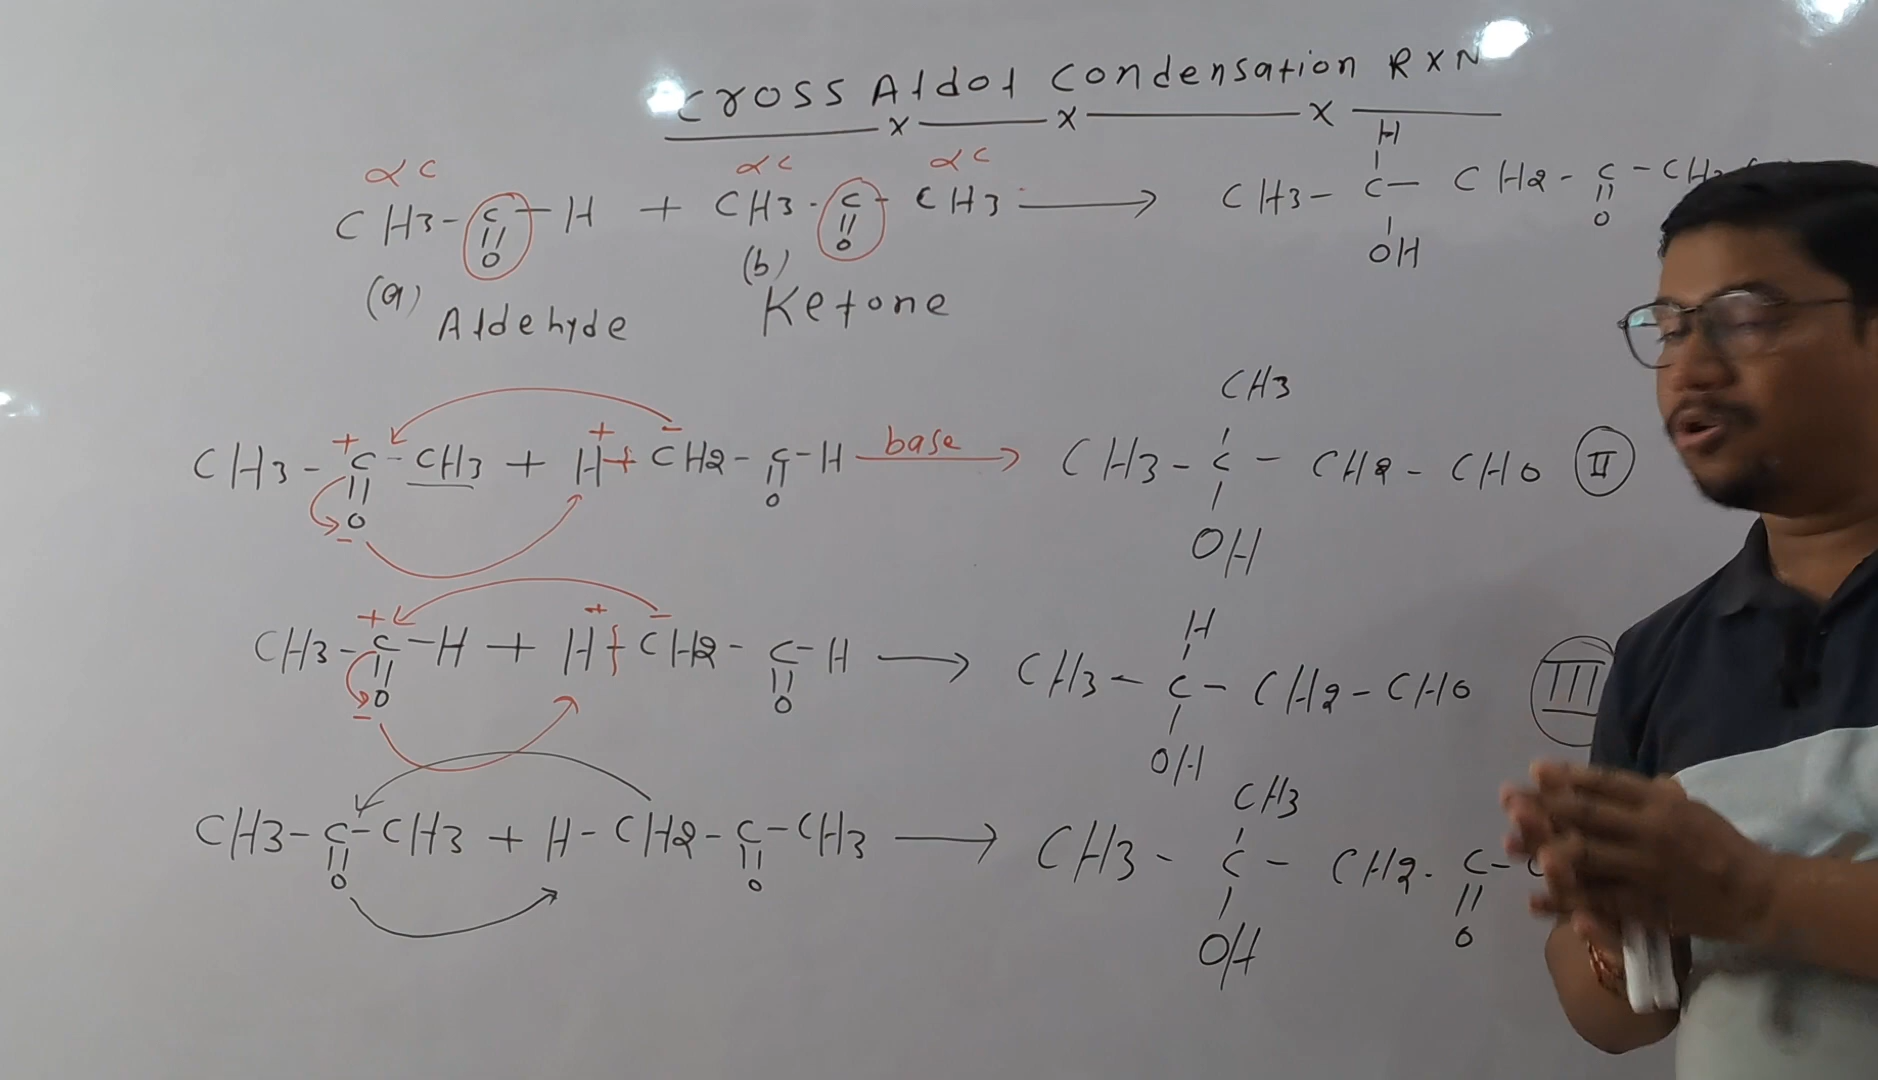 Cross Aldol Condensation RXN
x x x
αC αC αC
H
CH3-C-H + CH3-C-CH3 → CH3-C-CH2-C-CH3
O O OH O
(a) (b)
Aldehyde Ketone
CH3
+ + -
CH3-C-CH3 + H+CH2-C-H base → CH3-C-CH2-CHO II
O O
- OH
H
+ + -
CH3-C-H + H CH2-C-H → CH3-C-CH2-CHO III
O O
- OH
CH3
CH3-C-CH3 + H-CH2-C-CH3 → CH3-C-CH2-C-C
O O OH O